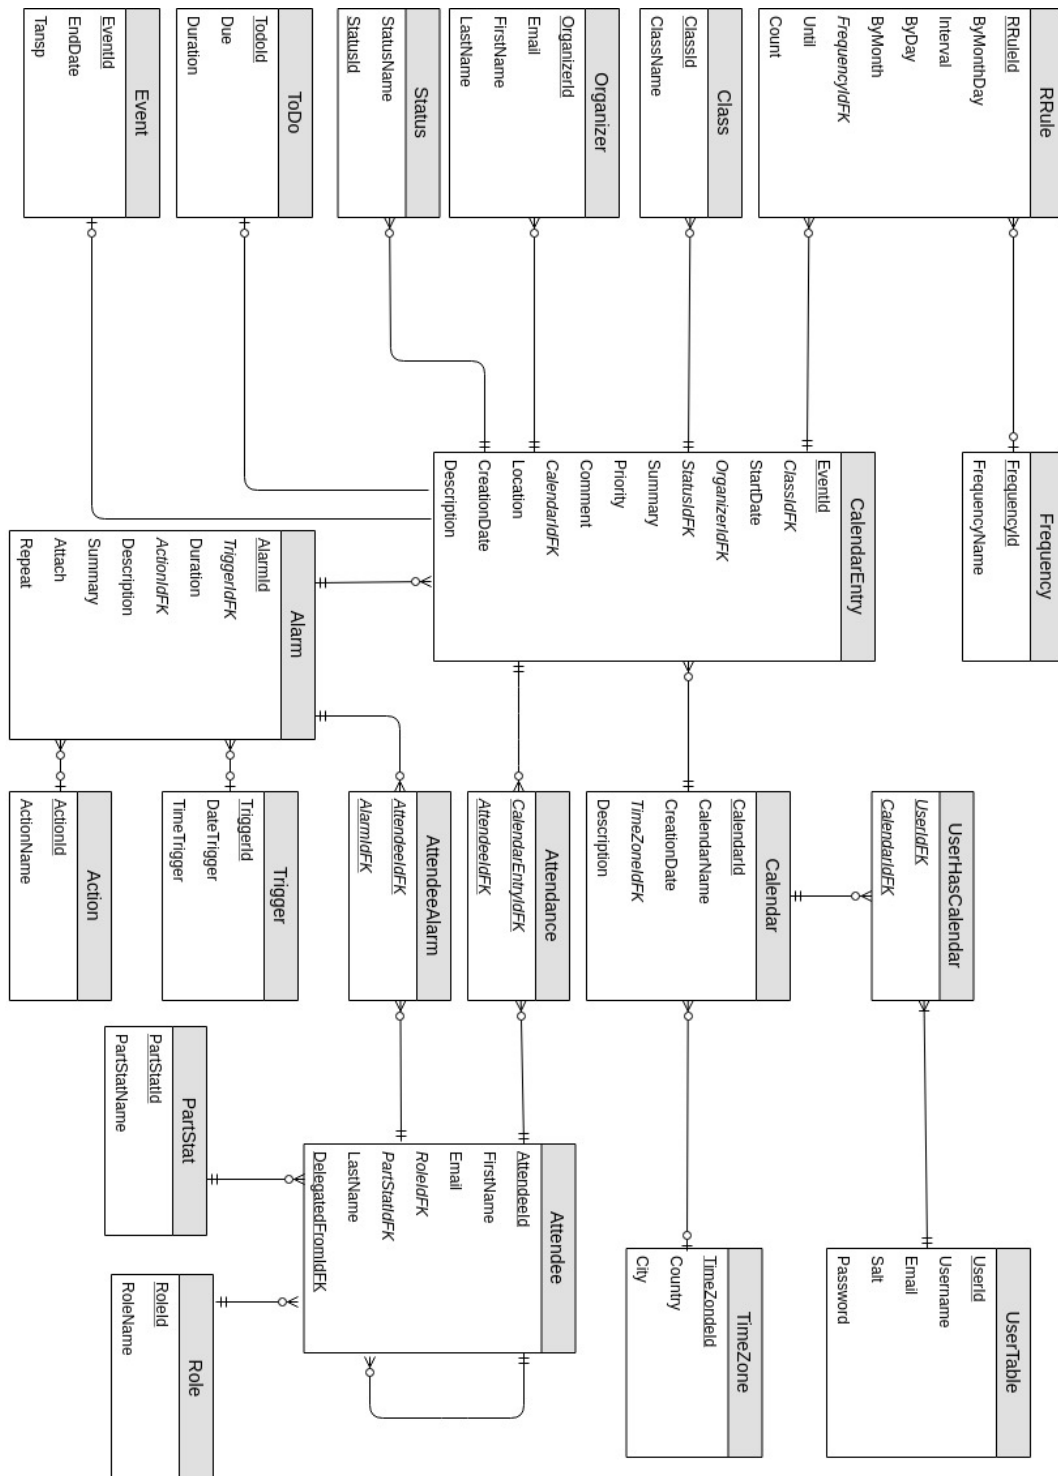 RRule
RRuleId
ByMonthDay
Interval
ByDay
ByMonth
FrequencyIdFK
Until
Count
Frequency
FrequencyId
FrequencyName
Class
ClassId
ClassName
Organizer
OrganizerId
Email
FirstName
LastName
Status
StatusName
StatusId
ToDo
TodoId
Due
Duration
Event
EventId
EndDate
Tansp
CalendarEntry
EventId
ClassIdFK
StartDate
OrganizerIdFK
StatusIdFK
Summary
Priority
Comment
CalendarIdFK
Location
CreationDate
Description
Alarm
AlarmId
TriggerIdFK
Duration
ActionIdFK
Description
Summary
Attach
Repeat
UserHasCalendar
UserIdFK
CalendarIdFK
Calendar
CalendarId
CalendarName
CreationDate
TimeZoneIdFK
Description
Attendance
CalendarEntryIdFK
AttendeeIdFK
AttendeeAlarm
AttendeeIdFK
AlarmIdFK
Trigger
TriggerId
DateTrigger
TimeTrigger
Action
ActionId
ActionName
UserTable
UserId
Username
Email
Salt
Password
TimeZone
TimeZondeId
Country
City
Attendee
AttendeeId
FirstName
Email
RoleIdFK
PartStatIdFK
LastName
DelegatedFromIdFK
PartStat
PartStatId
PartStatName
Role
RoleId
RoleName